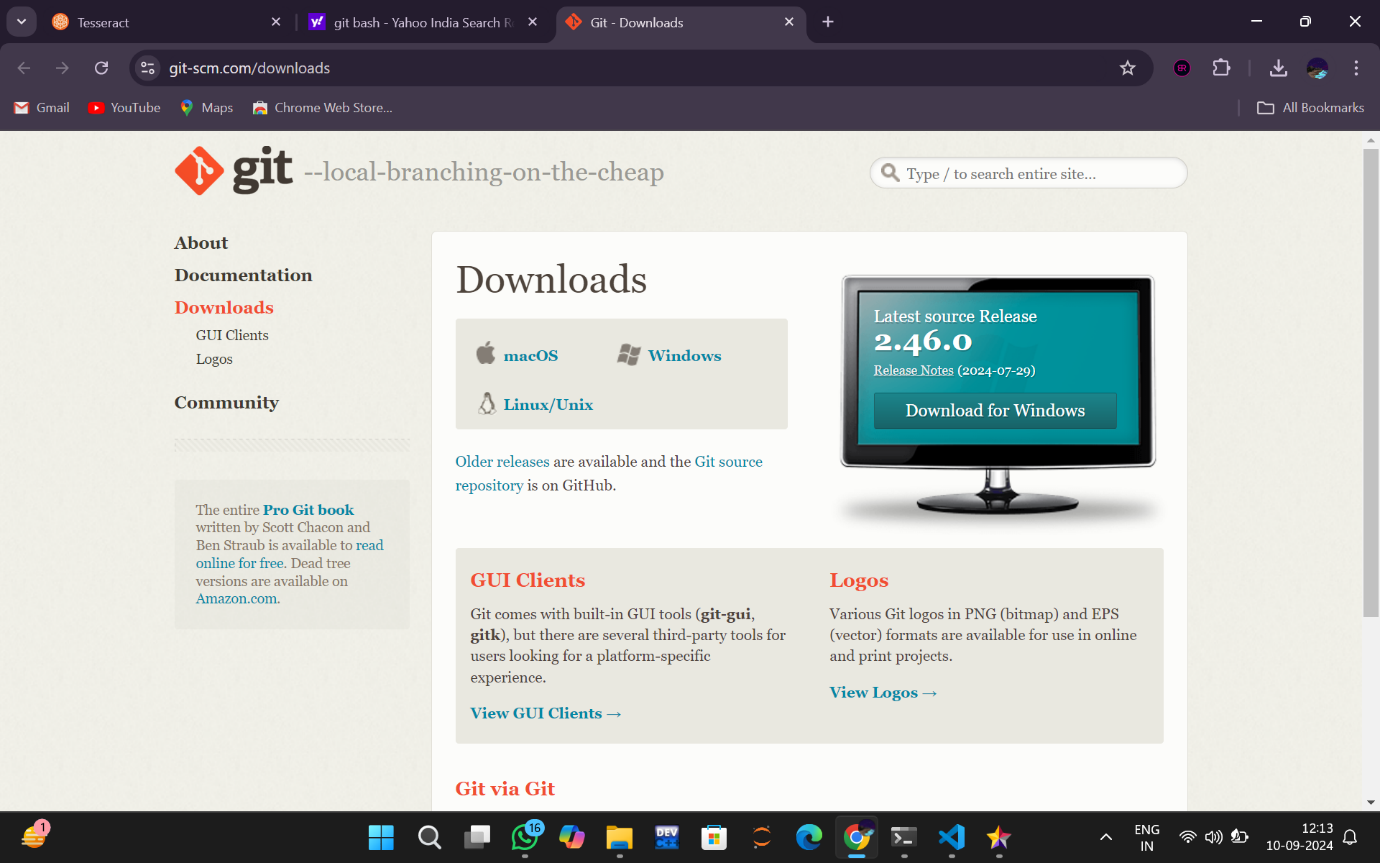 Tesseract
git bash - Yahoo India Search R
Git - Downloads
git-scm.com/downloads
Gmail
YouTube
Maps
Chrome Web Store...
All Bookmarks
git --local-branching-on-the-cheap
Type / to search entire site...
About
Documentation
Downloads
GUI Clients
Logos
Community
The entire Pro Git book
written by Scott Chacon and
Ben Straub is available to read
online for free. Dead tree
versions are available on
Amazon.com.
Downloads
macOS
Windows
Linux/Unix
Older releases are available and the Git source
repository is on GitHub.
Latest source Release
2.46.0
Release Notes (2024-07-29)
Download for Windows
GUI Clients
Git comes with built-in GUI tools (git-gui,
gitk), but there are several third-party tools for
users looking for a platform-specific
experience.
View GUI Clients →
Logos
Various Git logos in PNG (bitmap) and EPS
(vector) formats are available for use in online
and print projects.
View Logos →
Git via Git
1
16
DEV
ENG
IN
12:13
10-09-2024